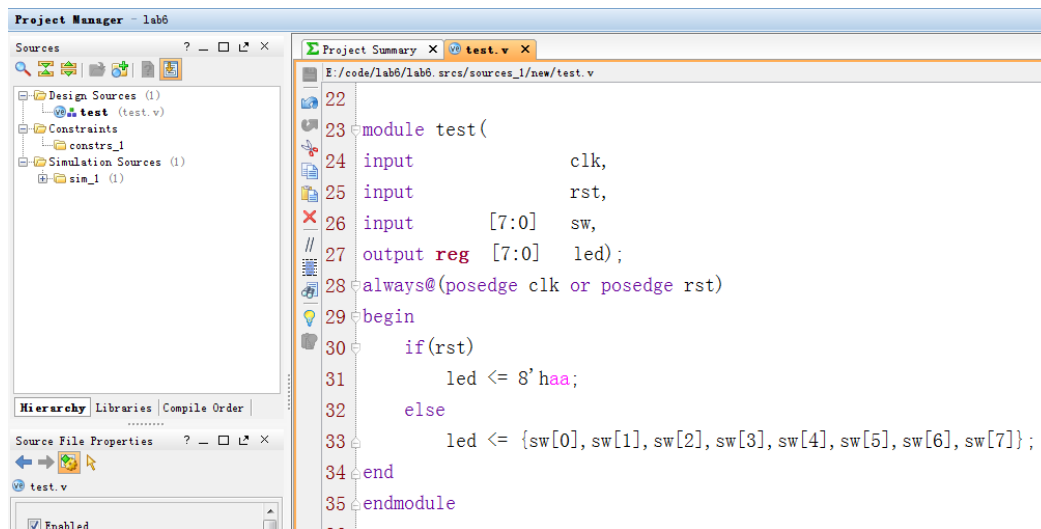 Project Manager - lab6
Sources ? _ □ ×
Design Sources (1)
test (test.v)
Constraints
constrs_1
Simulation Sources (1)
sim_1 (1)
Hierarchy Libraries Compile Order
Source File Properties ? _ □ ×
test.v
Enabled
Σ Project Summary × test.v ×
E:/code/lab6/lab6.srcs/sources_1/new/test.v
22
23 module test(
24 input clk,
25 input rst,
26 input [7:0] sw,
27 output reg [7:0] led);
28 always@(posedge clk or posedge rst)
29 begin
30 if(rst)
31 led <= 8'haa;
32 else
33 led <= {sw[0],sw[1],sw[2],sw[3],sw[4],sw[5],sw[6],sw[7]};
34 end
35 endmodule